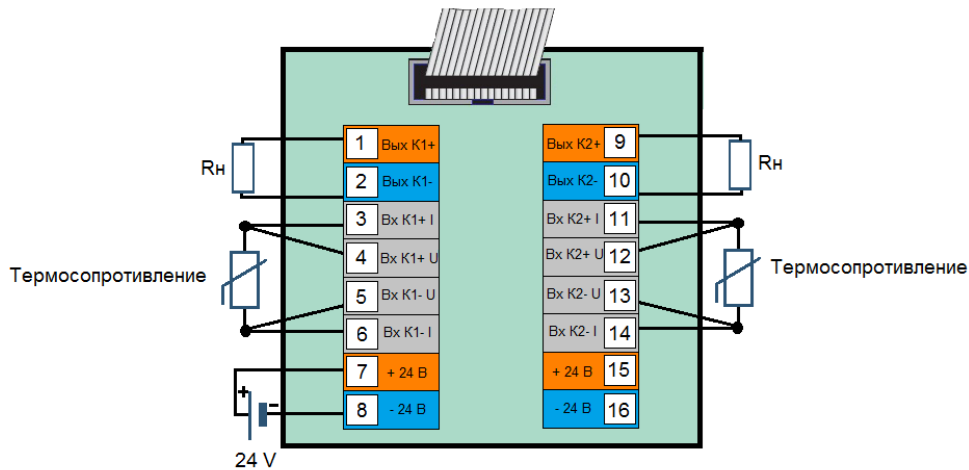 1 Вых К1+
2 Вых К1-
3 Вх К1+ I
4 Вх К1+ U
5 Вх К1- U
6 Вх К1- I
7 + 24 В
8 - 24 В
Вых К2+ 9
Вых К2- 10
Вх К2+ I 11
Вх К2+ U 12
Вх К2- U 13
Вх К2- I 14
+ 24 В 15
- 24 В 16
Rн
Термосопротивление
+ -
24 V
Rн
Термосопротивление